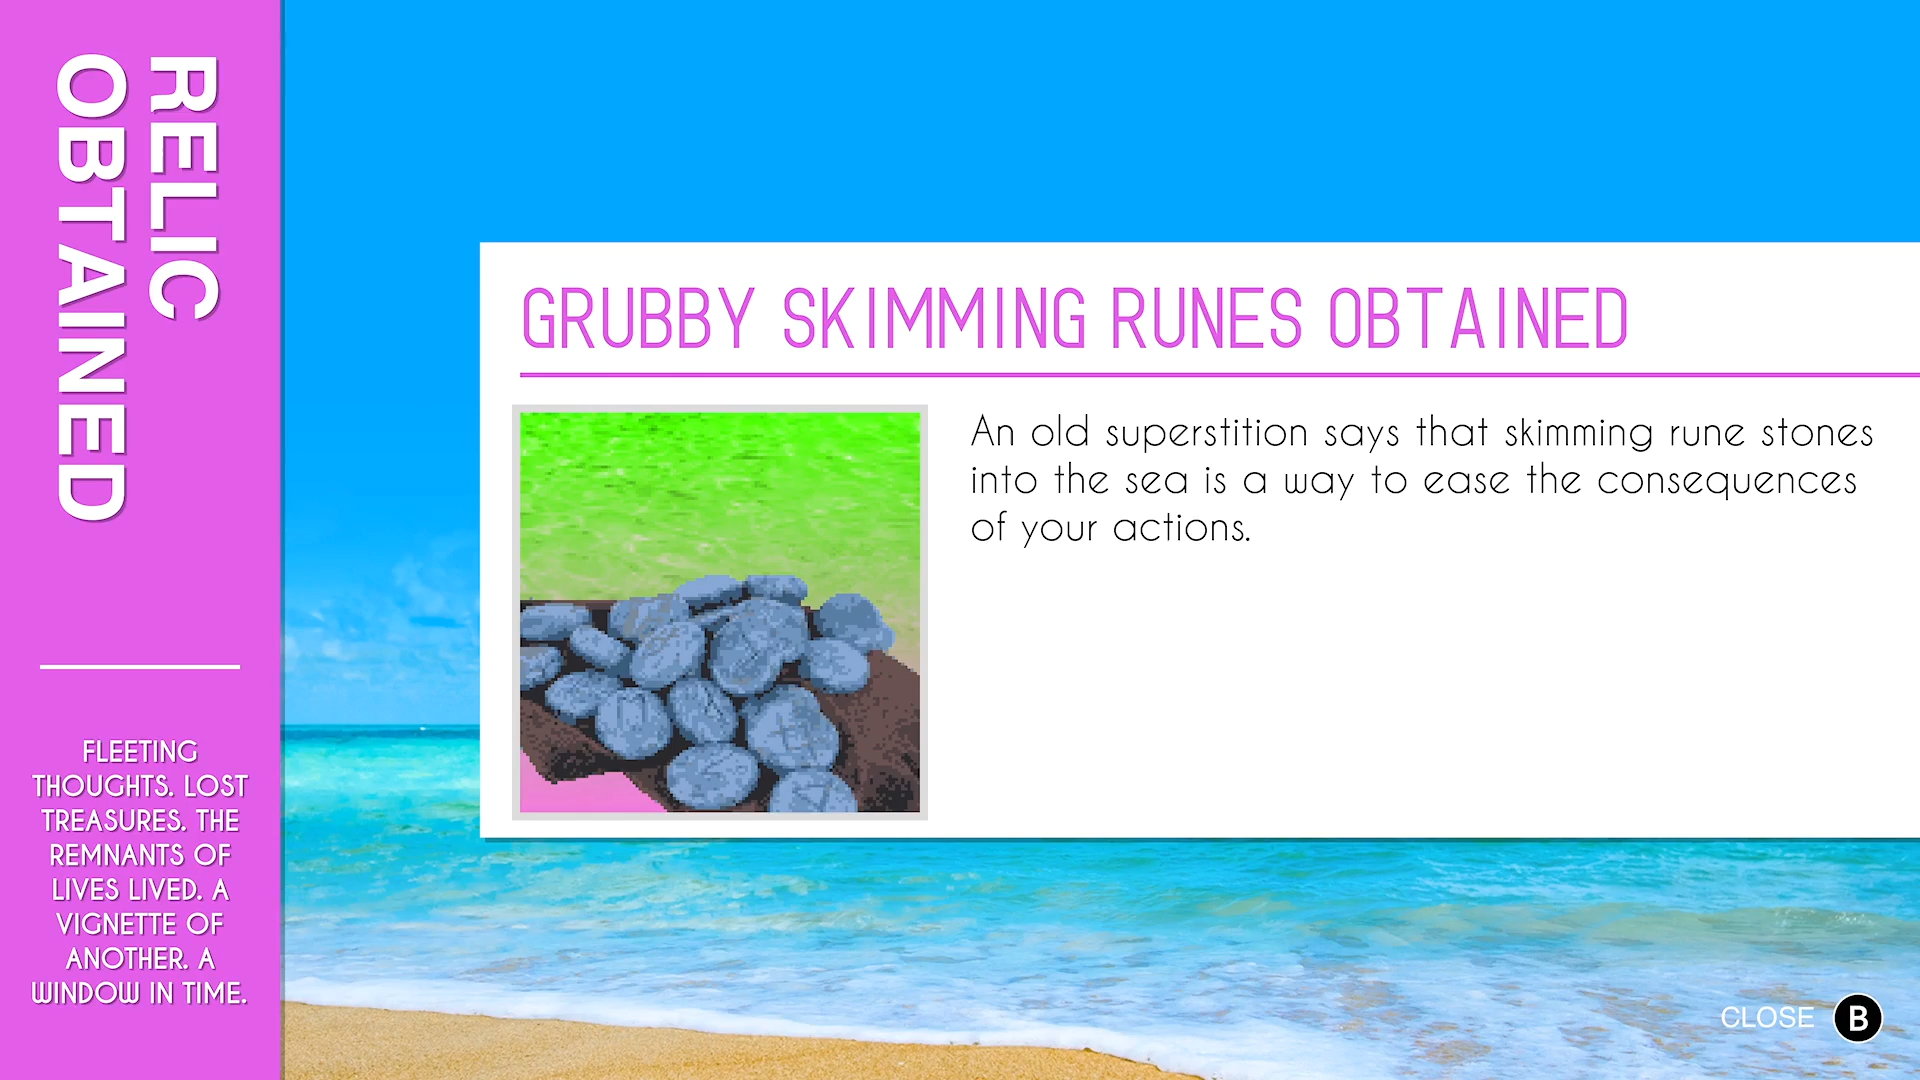 RELIC
OBTAINED
FLEETING
THOUGHTS. LOST
TREASURES. THE
REMNANTS OF
LIVES LIVED. A
VIGNETTE OF
ANOTHER. A
WINDOW IN TIME.
GRUBBY SKIMMING RUNES OBTAINED
An old superstition says that skimming rune stones
into the sea is a way to ease the consequences
of your actions.
CLOSE B